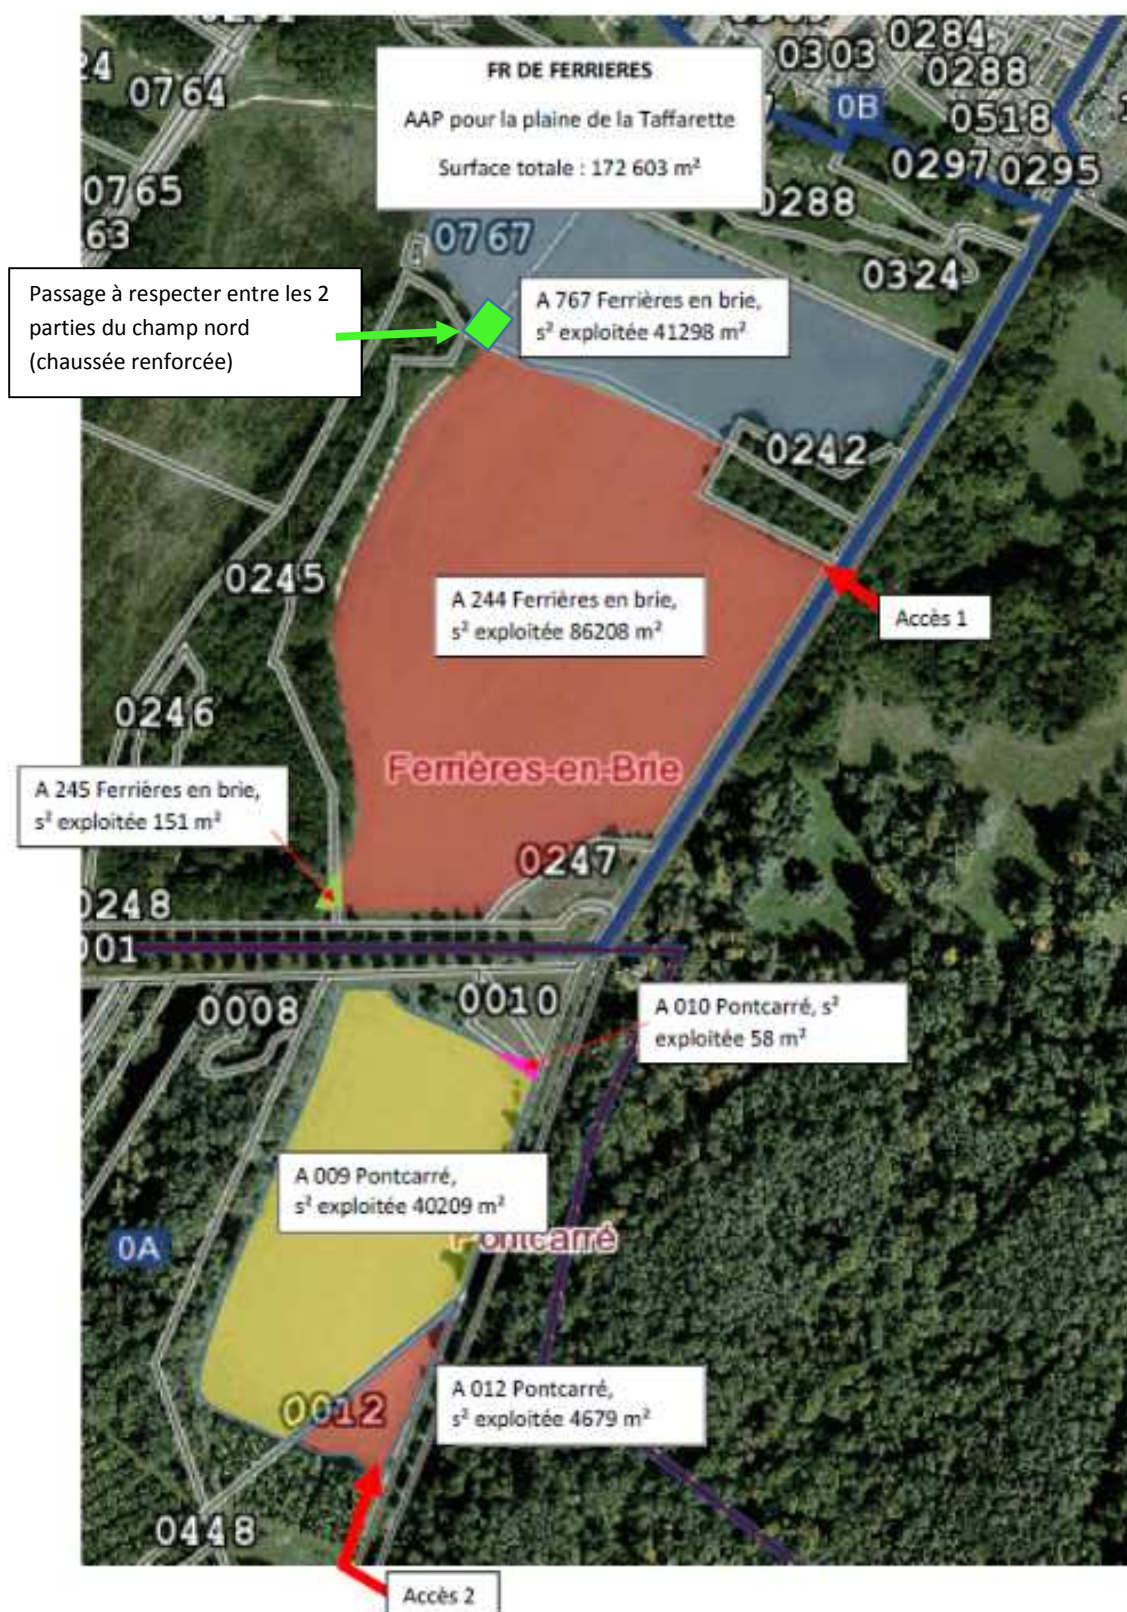 0764
0765
63
24
FR DE FERRIERES
AAP pour la plaine de la Taffarette
Surface totale : 172 603 m²
0303
0284
0288
0B
0518
0297
0295
0288
0324
0767
Passage à respecter entre les 2
parties du champ nord
(chaussée renforcée)
A 767 Ferrières en brie,
s² exploitée 41298 m²
0242
0245
A 244 Ferrières en brie,
s² exploitée 86208 m²
Accès 1
0246
Ferrières-en-Brie
A 245 Ferrières en brie,
s² exploitée 151 m²
0247
0248
001
0008
0010
A 010 Pontcarré, s²
exploitée 58 m²
A 009 Pontcarré,
s² exploitée 40209 m²
0A
Pontcarré
A 012 Pontcarré,
s² exploitée 4679 m²
0012
0448
Accès 2